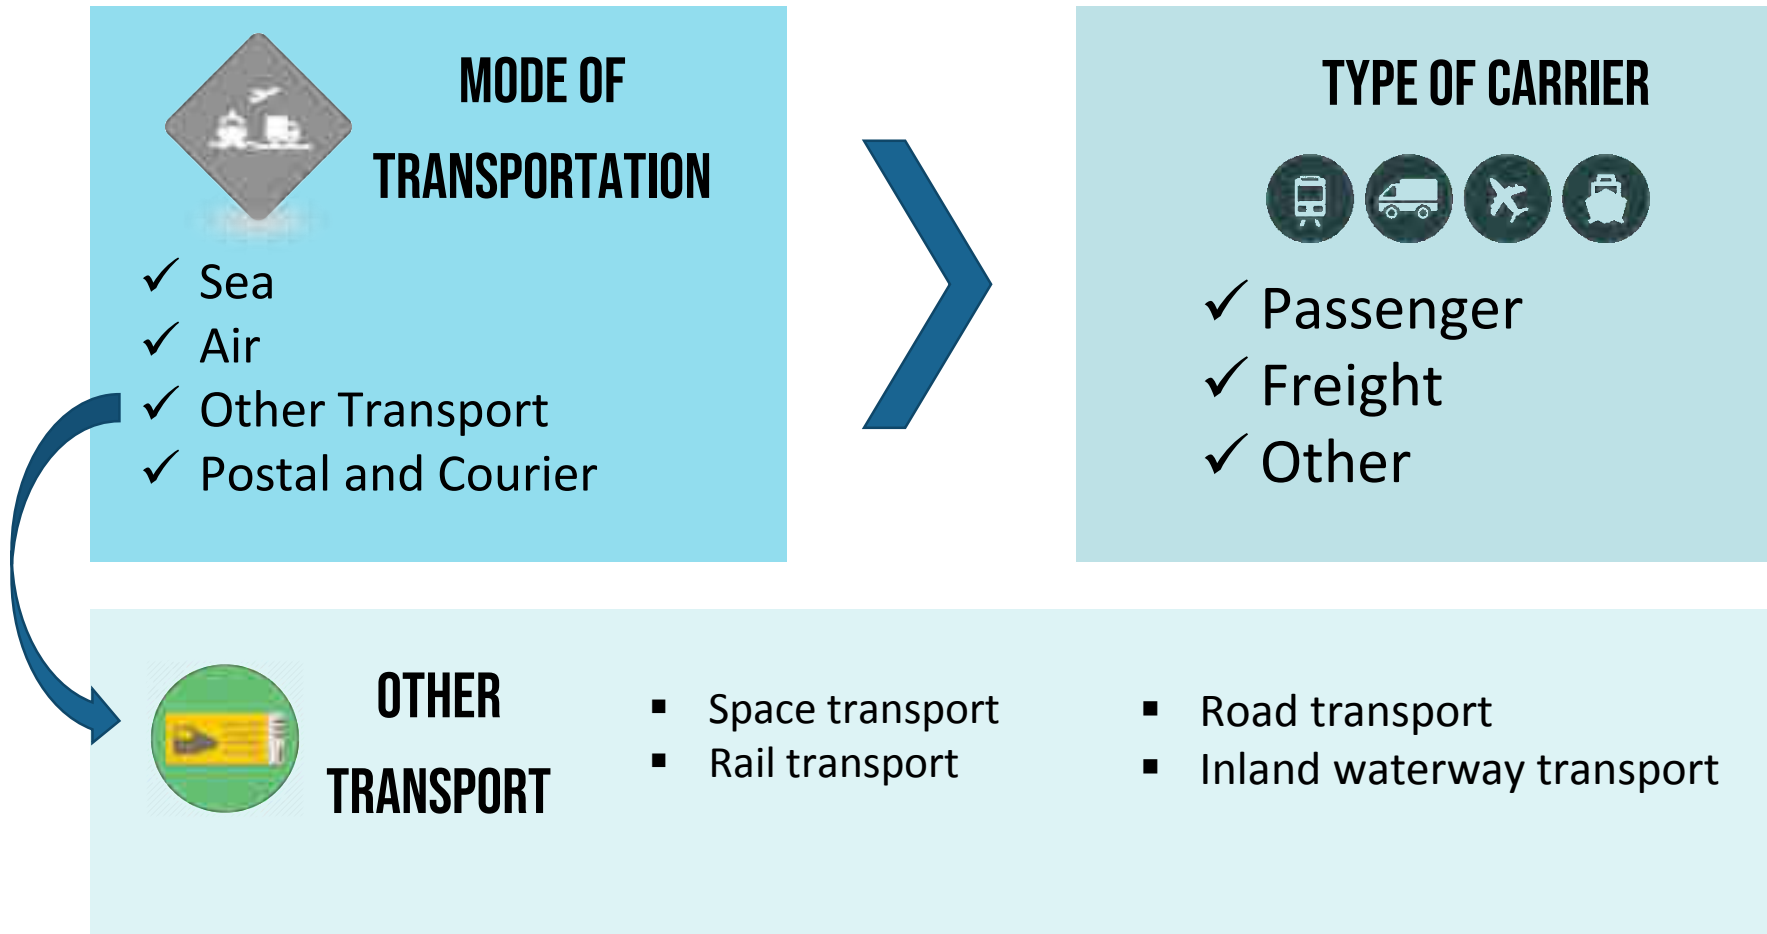 MODE OF
TRANSPORTATION
Sea
Air
Other Transport
Postal and Courier
TYPE OF CARRIER
Passenger
Freight
Other
OTHER
TRANSPORT
Space transport
Rail transport
Road transport
Inland waterway transport